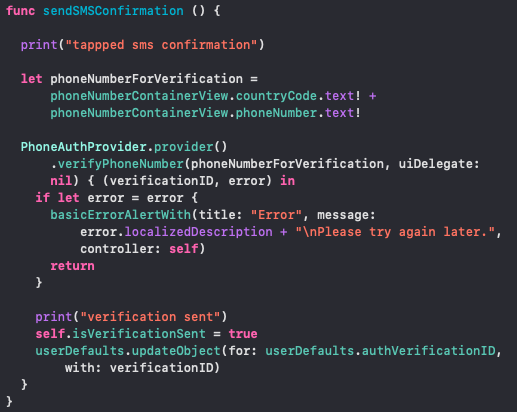 func sendSMSConfirmation () {
print("tappped sms confirmation")
let phoneNumberForVerification =
phoneNumberContainerView.countryCode.text! +
phoneNumberContainerView.phoneNumber.text!
PhoneAuthProvider.provider()
.verifyPhoneNumber(phoneNumberForVerification, uiDelegate:
nil) { (verificationID, error) in
if let error = error {
basicErrorAlertWith(title: "Error", message:
error.localizedDescription + "\nPlease try again later.",
controller: self)
return
}
print("verification sent")
self.isVerificationSent = true
userDefaults.updateObject(for: userDefaults.authVerificationID,
with: verificationID)
}
}